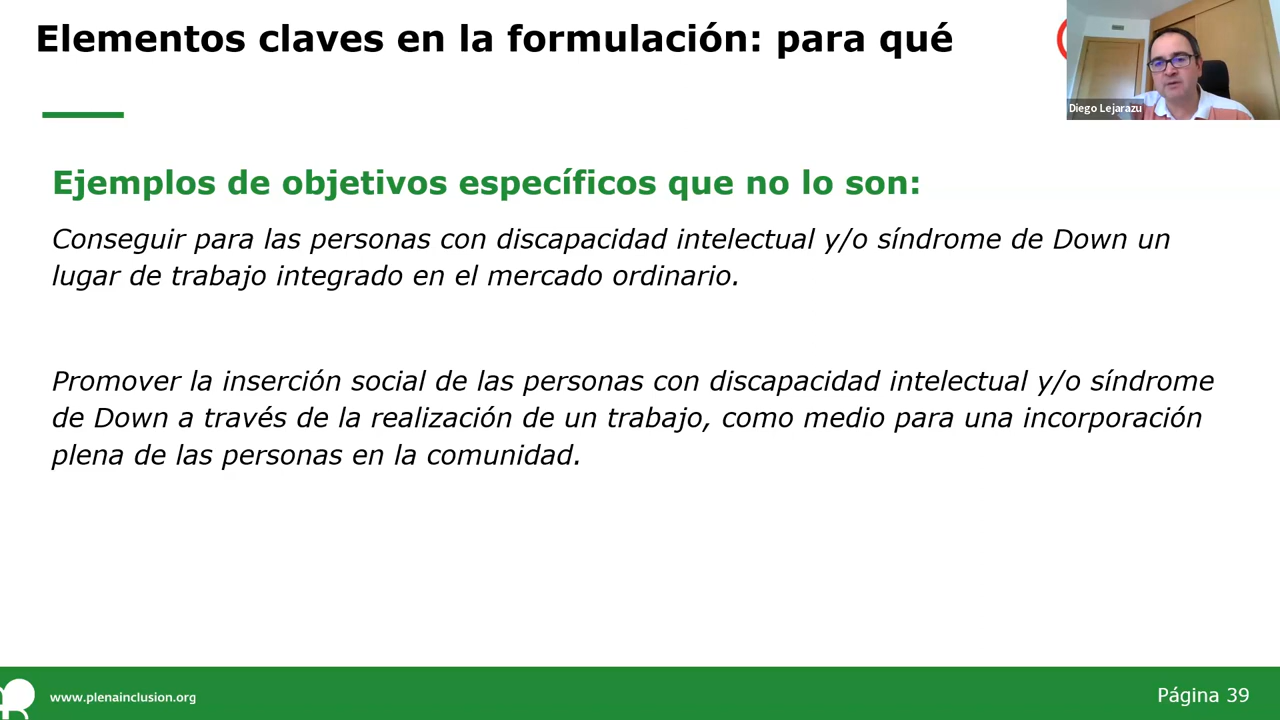 Elementos claves en la formulación: para qué
Diego Lejarazu
Ejemplos de objetivos específicos que no lo son:
Conseguir para las personas con discapacidad intelectual y/o síndrome de Down un
lugar de trabajo integrado en el mercado ordinario.
Promover la inserción social de las personas con discapacidad intelectual y/o síndrome
de Down a través de la realización de un trabajo, como medio para una incorporación
plena de las personas en la comunidad.
www.plenainclusion.org
Página 39